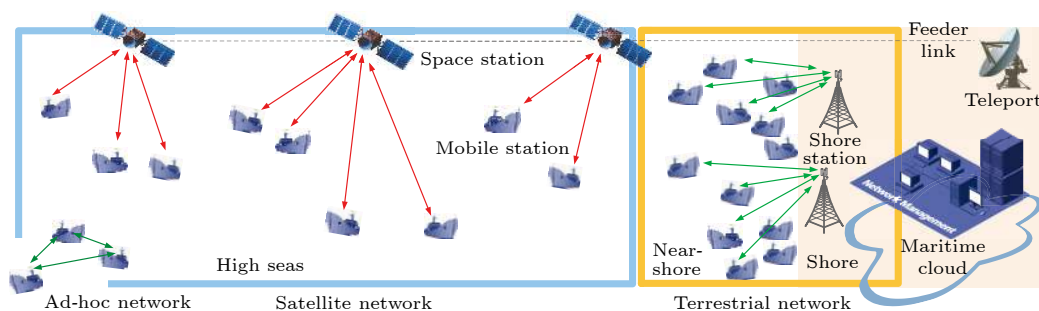 Feeder
link
Space station
Teleport
Mobile station
Shore
station
Network Management
Near-
shore
Shore
Maritime
cloud
High seas
Ad-hoc network
Satellite network
Terrestrial network